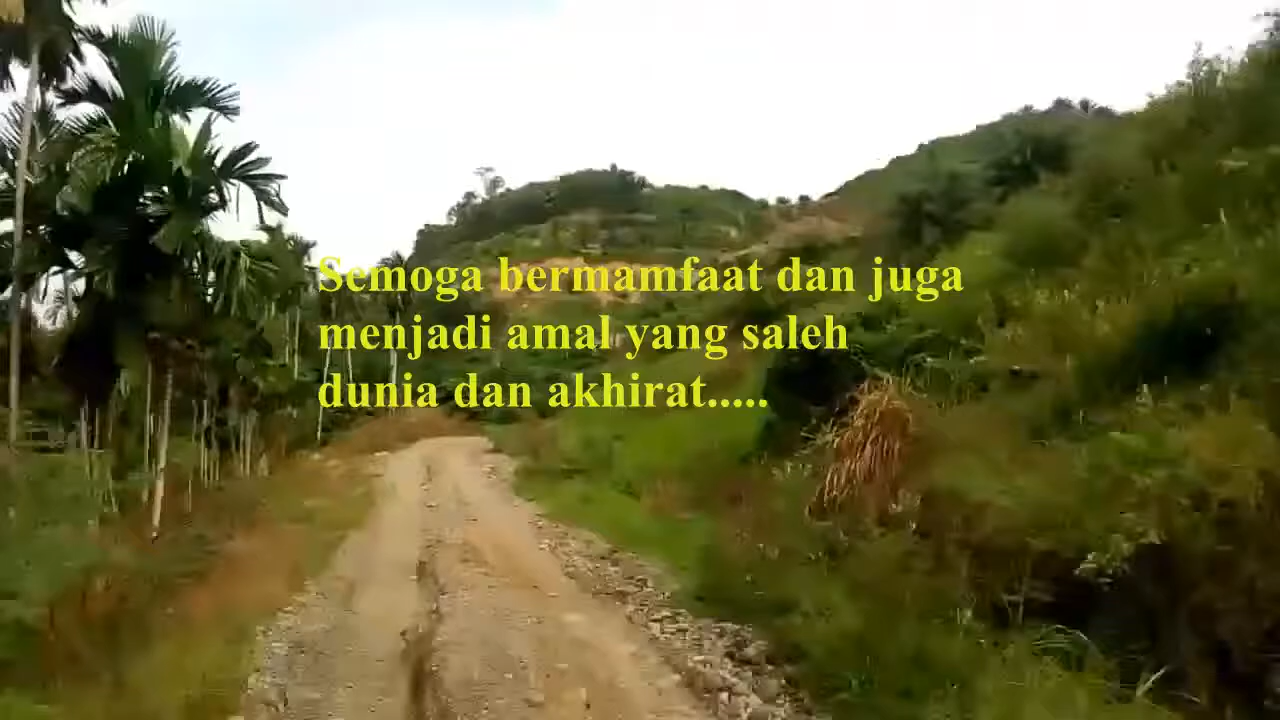 Semoga bermamfaat dan juga
menjadi amal yang saleh
dunia dan akhirat.....